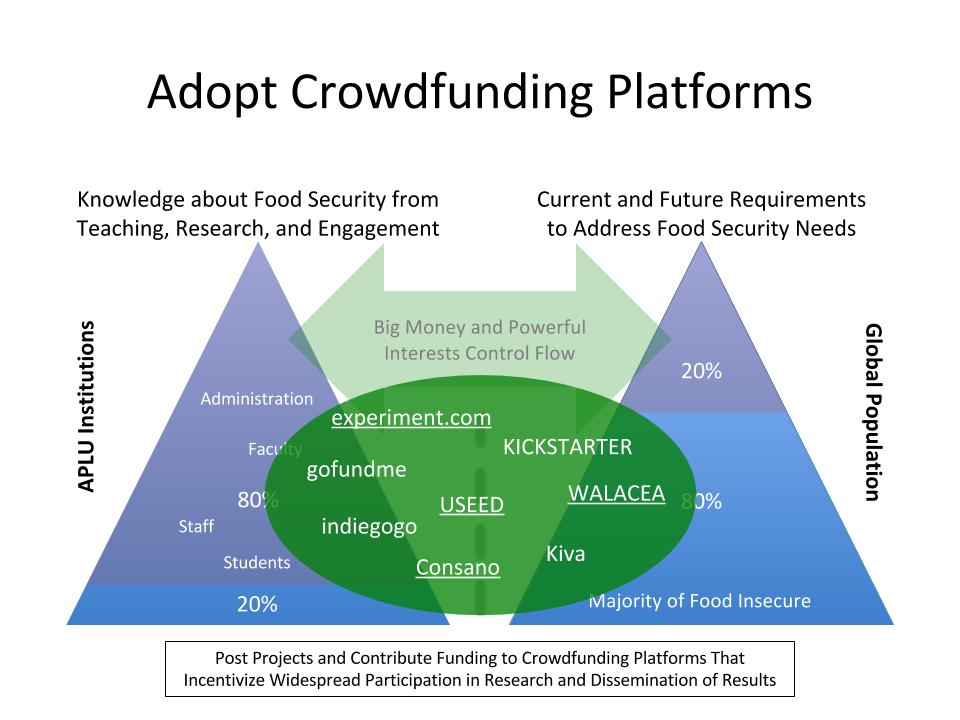 Adopt Crowdfunding Platforms
Knowledge about Food Security from
Teaching, Research, and Engagement
Current and Future Requirements
to Address Food Security Needs
APLU Institutions
Global Population
Big Money and Powerful
Interests Control Flow
20%
Administration
experiment.com
Faculty
KICKSTARTER
gofundme
80%
USEED
WALACEA
80%
Staff
indiegogo
Students
Consano
Kiva
20%
Majority of Food Insecure
Post Projects and Contribute Funding to Crowdfunding Platforms That
Incentivize Widespread Participation in Research and Dissemination of Results